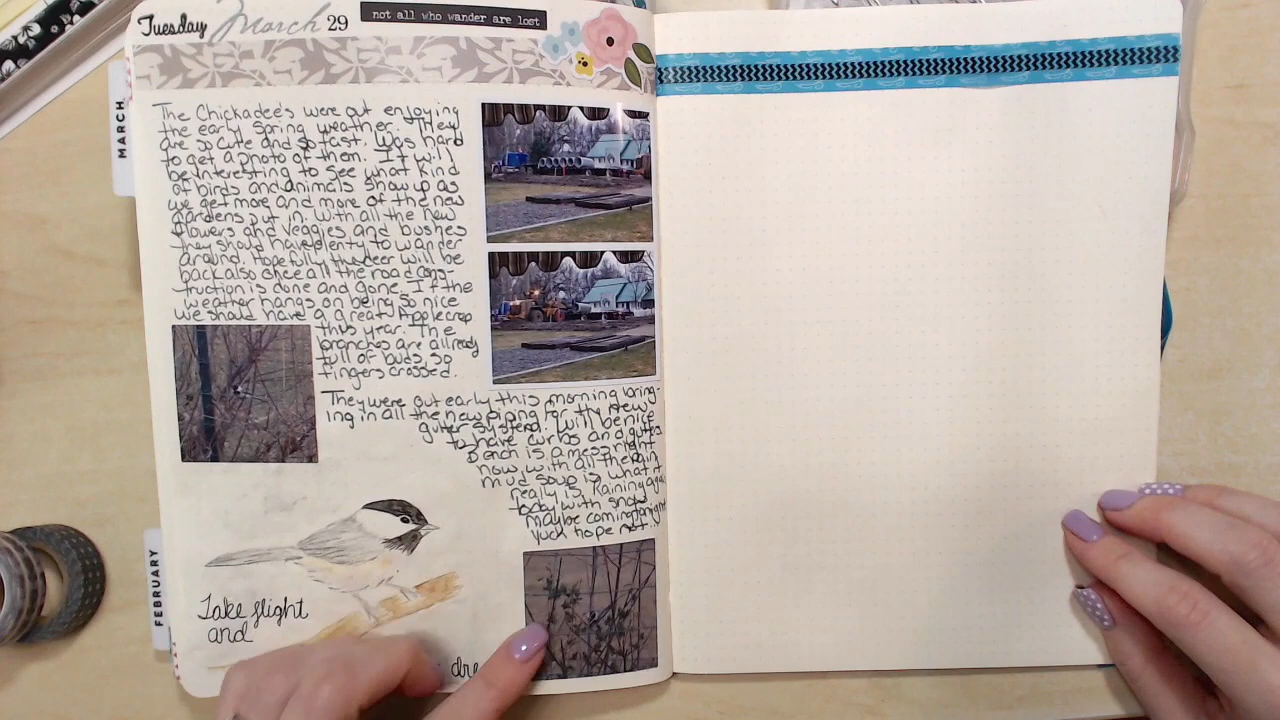 Tuesday March 29
not all who wander are lost
MARCH
The Chickadee's were out enjoying
the early Spring weather. They
are so cute and so fast. Was hard
to get a photo of them. It will
be interesting to see what kind
of birds and animals show up as
we get more and more of the new
gardens put in. With all the new
flowers and veggies and bushes
they should have plenty to wander
around. Hopefully the deer will be
back also once all the road cons-
truction is done and gone. If the
weather hangs on being so nice
we should have a great Apple crop
this year. The
branches are already
full of buds so
fingers crossed.
They were out early this morning bring-
ing in all the new piping for the new
gutter system. Will be nice
to have curbs and gutters
Bench is a mess right
now, with all the rain
mud soup is what it
really is. Raining again
today with snow
maybe coming tonight
Yuck hope not...
FEBRUARY
Take flight
and
dre